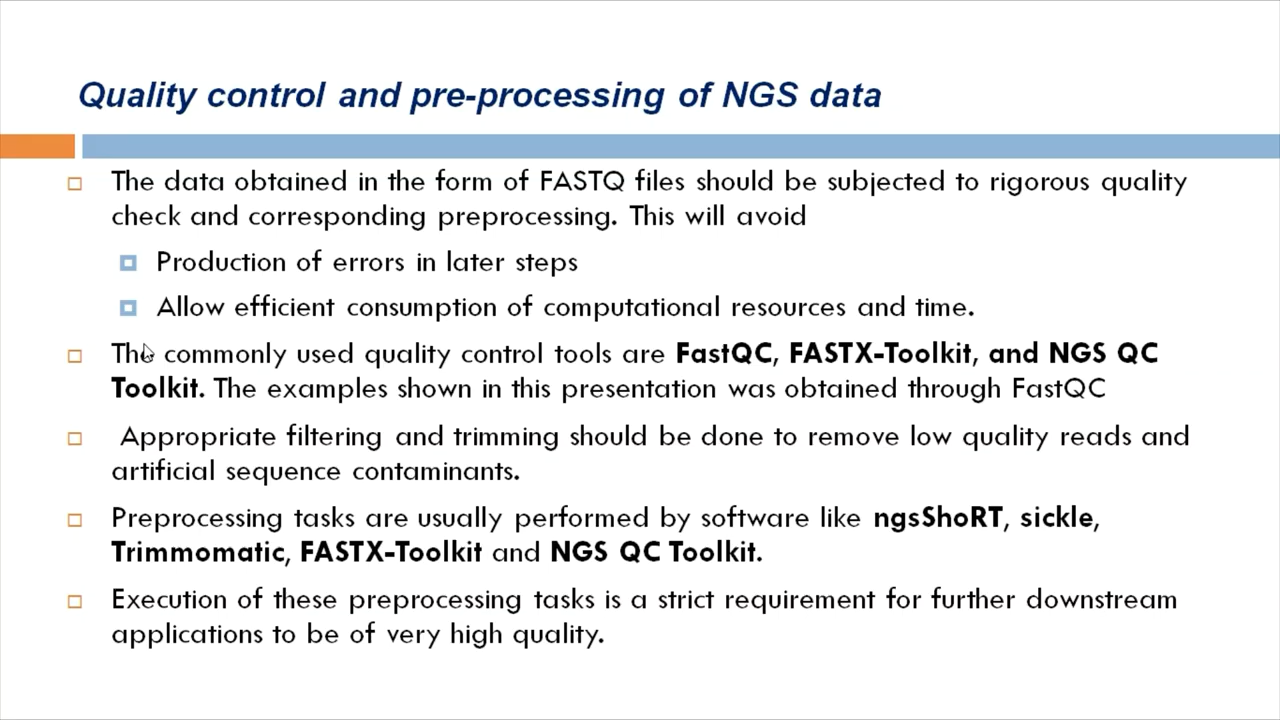 Quality control and pre-processing of NGS data
The data obtained in the form of FASTQ files should be subjected to rigorous quality
check and corresponding preprocessing. This will avoid
Production of errors in later steps
Allow efficient consumption of computational resources and time.
The commonly used quality control tools are FastQC, FASTX-Toolkit, and NGS QC
Toolkit. The examples shown in this presentation was obtained through FastQC
Appropriate filtering and trimming should be done to remove low quality reads and
artificial sequence contaminants.
Preprocessing tasks are usually performed by software like ngsShoRT, sickle,
Trimmomatic, FASTX-Toolkit and NGS QC Toolkit.
Execution of these preprocessing tasks is a strict requirement for further downstream
applications to be of very high quality.